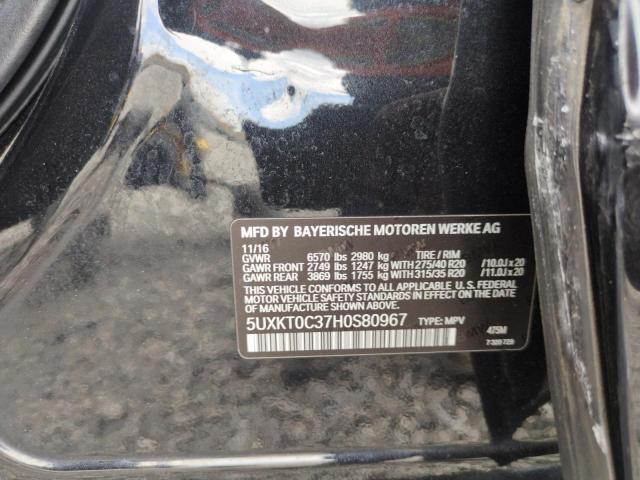 MFD BY BAYERISCHE MOTOREN WERKE AG
11/16
GVWR 6570 lbs 2980 kg TIRE / RIM
GAWR FRONT 2749 lbs 1247 kg WITH 275/40 R20 /10.0J x 20
GAWR REAR 3869 lbs 1755 kg WITH 315/35 R20 /11.0J x 20
THIS VEHICLE CONFORMS TO ALL APPLICABLE U. S. FEDERAL
MOTOR VEHICLE SAFETY STANDARDS IN EFFECT ON THE
DATE OF MANUFACTURE SHOWN ABOVE.
5UXKT0C37H0S80967 TYPE: MPV 475M
7 320 729